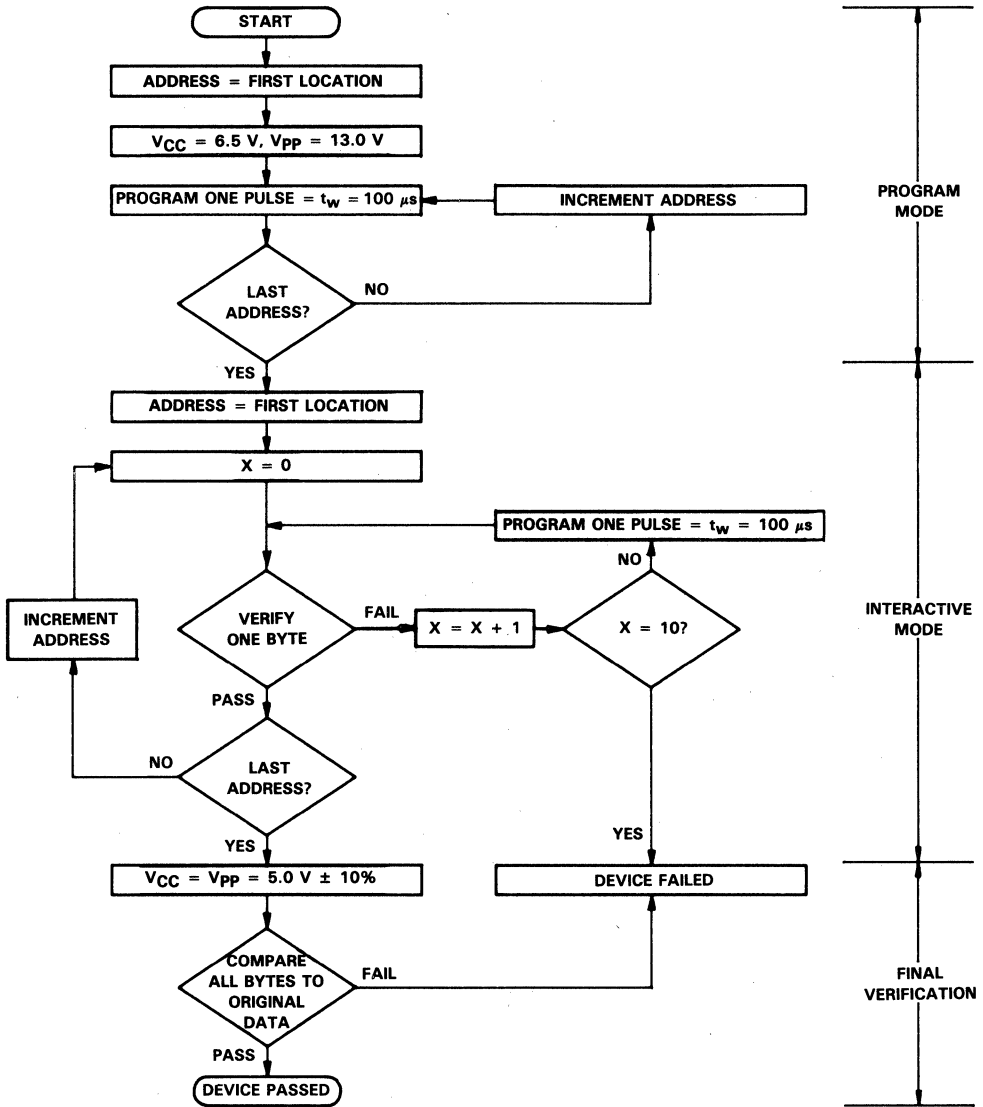 START
ADDRESS = FIRST LOCATION
VCC = 6.5 V, VPP = 13.0 V
PROGRAM ONE PULSE = tw = 100 μs
INCREMENT ADDRESS
PROGRAM
MODE
LAST
ADDRESS?
NO
YES
ADDRESS = FIRST LOCATION
X = 0
PROGRAM ONE PULSE = tw = 100 μs
NO
INCREMENT
ADDRESS
VERIFY
ONE BYTE
FAIL
X = X + 1
X = 10?
INTERACTIVE
MODE
PASS
NO
LAST
ADDRESS?
YES
YES
VCC = VPP = 5.0 V ± 10%
DEVICE FAILED
COMPARE
ALL BYTES TO
ORIGINAL
DATA
FAIL
FINAL
VERIFICATION
PASS
DEVICE PASSED